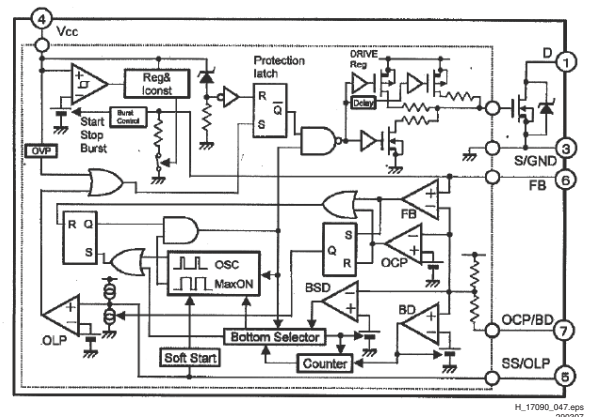 4
Vcc
DRIVE
Reg
D
1
Protection
latch
Reg&
Iconst
R
Q
S
Delay
Start
Stop
Burst
Burst
Control
OVP
3
S/GND
6
FB
R Q
S
FB
S
Q
R
OCP
OSC
MaxON
BSD
BD
OLP
Bottom Selector
Soft Start
Counter
OCP/BD
7
SS/OLP
5
H_17090_047.eps
200307